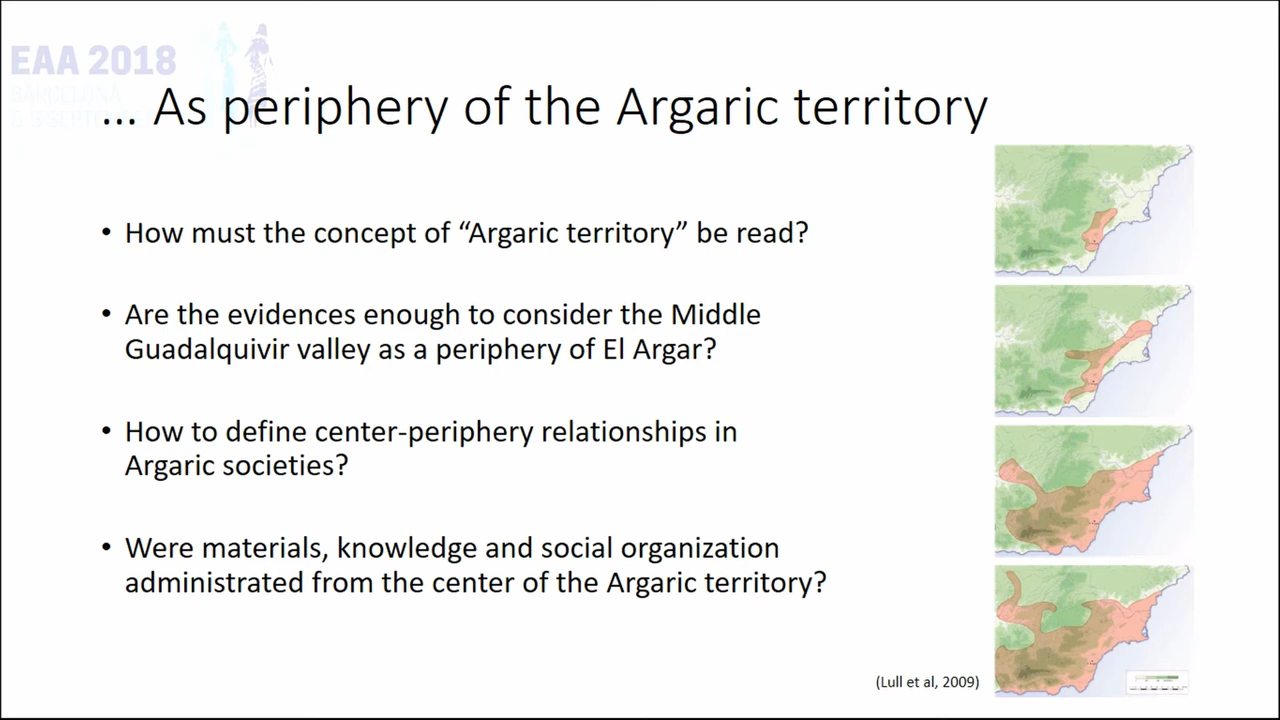 EAA 2018
BARCELONA
... As periphery of the Argaric territory
• How must the concept of “Argaric territory” be read?
• Are the evidences enough to consider the Middle
Guadalquivir valley as a periphery of El Argar?
• How to define center-periphery relationships in
Argaric societies?
• Were materials, knowledge and social organization
administrated from the center of the Argaric territory?
(Lull et al, 2009)